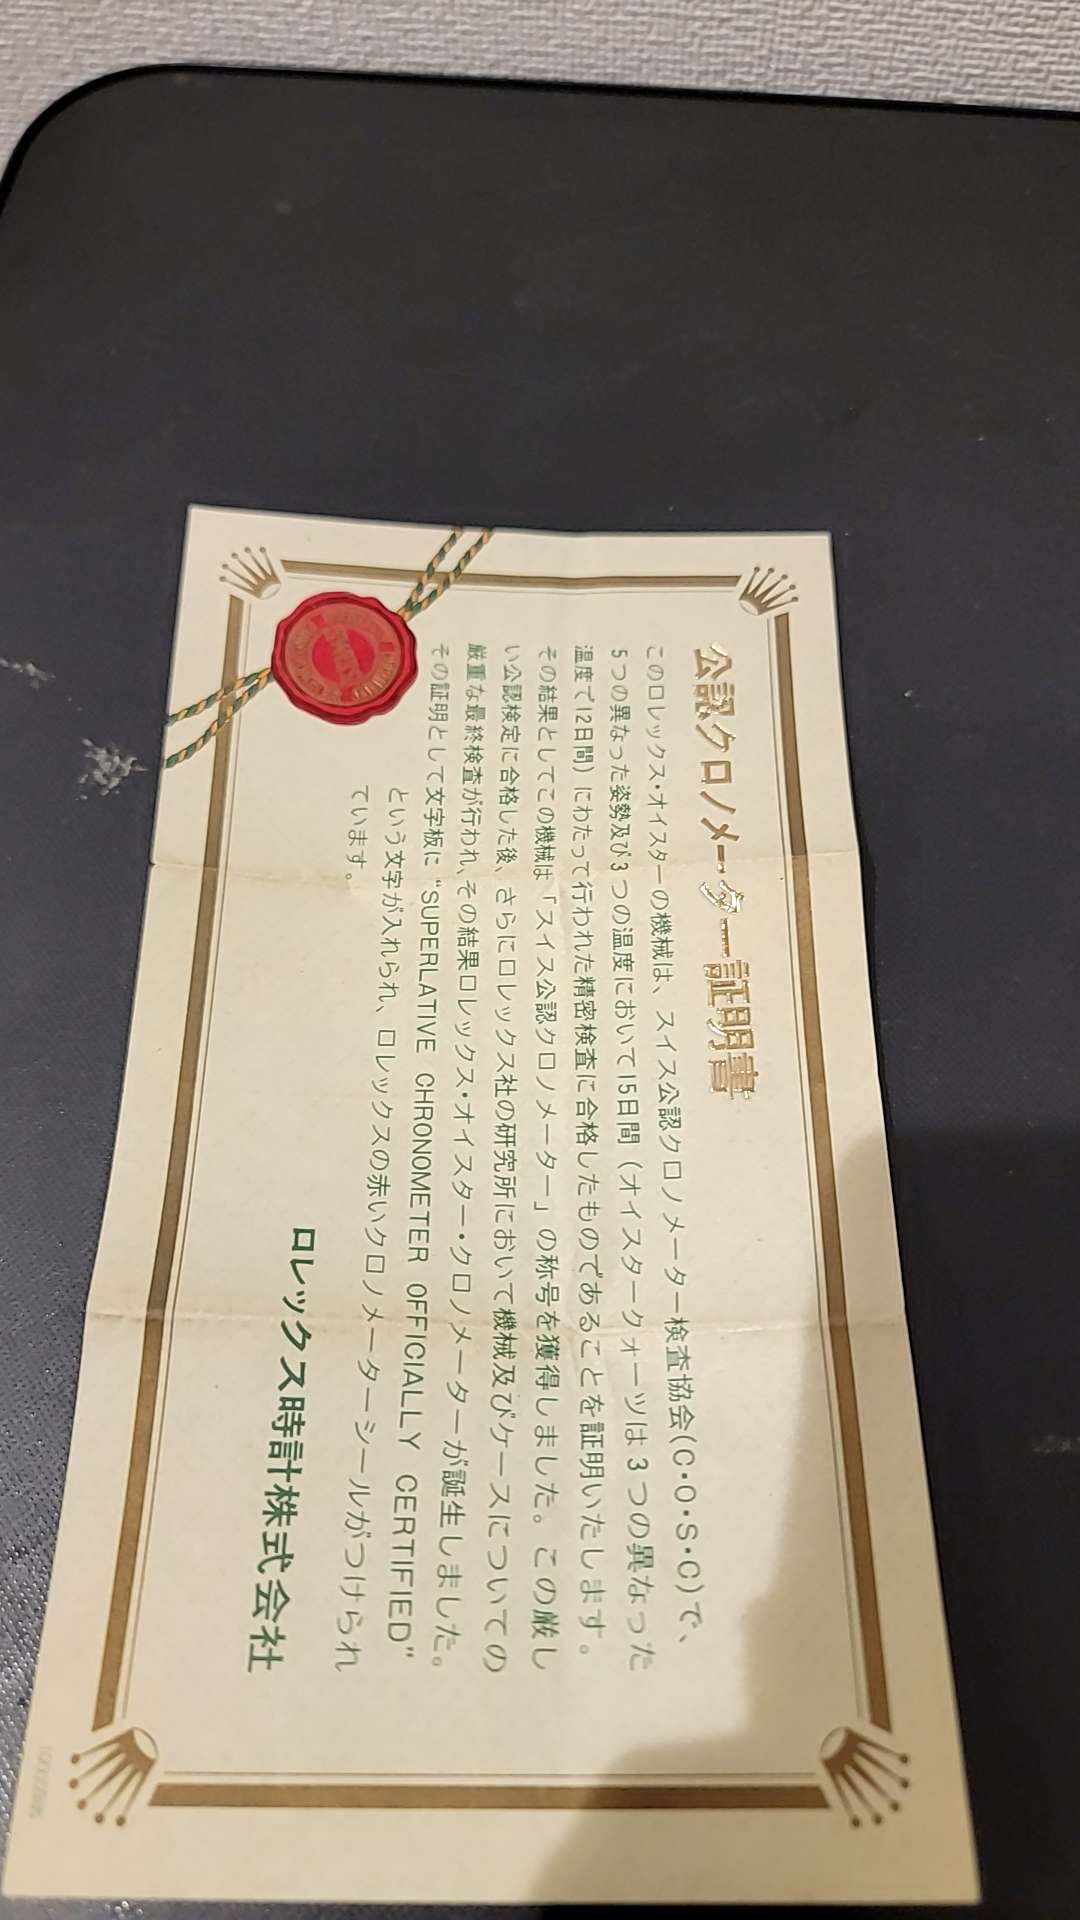 公認クロノメーター証明書
このロレックス・オイスターの機械は、スイス公認クロノメーター検査協会(C・O・S・C)で、
5つの異なった姿勢及び3つの温度において15日間（オイスタークォーツは3つの異なった
温度で12日間）にわたって行われた精密検査に合格したものであることを証明いたします。
その結果としてこの機械は「スイス公認クロノメーター」の称号を獲得しました。この厳し
い公認検定に合格した後、さらにロレックス社の研究所において機械及びケースについての
厳重な最終検査が行われ、その結果ロレックス・オイスター・クロノメーターが誕生しました。
その証明として文字板に“SUPERLATIVE CHRONOMETER OFFICIALLY CERTIFIED”
という文字が入れられ、ロレックスの赤いクロノメーターシールがつけられ
ています。
ロレックス時計株式会社